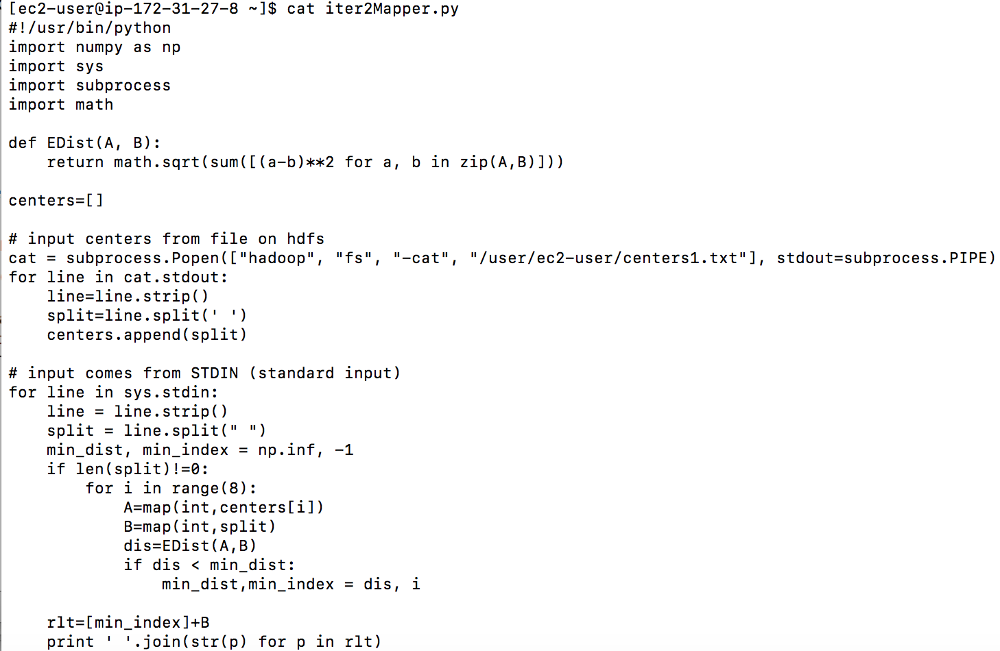 [ec2-user@ip-172-31-27-8 ~]$ cat iter2Mapper.py
#!/usr/bin/python
import numpy as np
import sys
import subprocess
import math

def EDist(A, B):
    return math.sqrt(sum([(a-b)**2 for a, b in zip(A,B)]))

centers=[]

# input centers from file on hdfs
cat = subprocess.Popen(["hadoop", "fs", "-cat", "/user/ec2-user/centers1.txt"], stdout=subprocess.PIPE)
for line in cat.stdout:
    line=line.strip()
    split=line.split(' ')
    centers.append(split)

# input comes from STDIN (standard input)
for line in sys.stdin:
    line = line.strip()
    split = line.split(" ")
    min_dist, min_index = np.inf, -1
    if len(split)!=0:
        for i in range(8):
            A=map(int,centers[i])
            B=map(int,split)
            dis=EDist(A,B)
            if dis < min_dist:
                min_dist,min_index = dis, i

    rlt=[min_index]+B
    print ' '.join(str(p) for p in rlt)